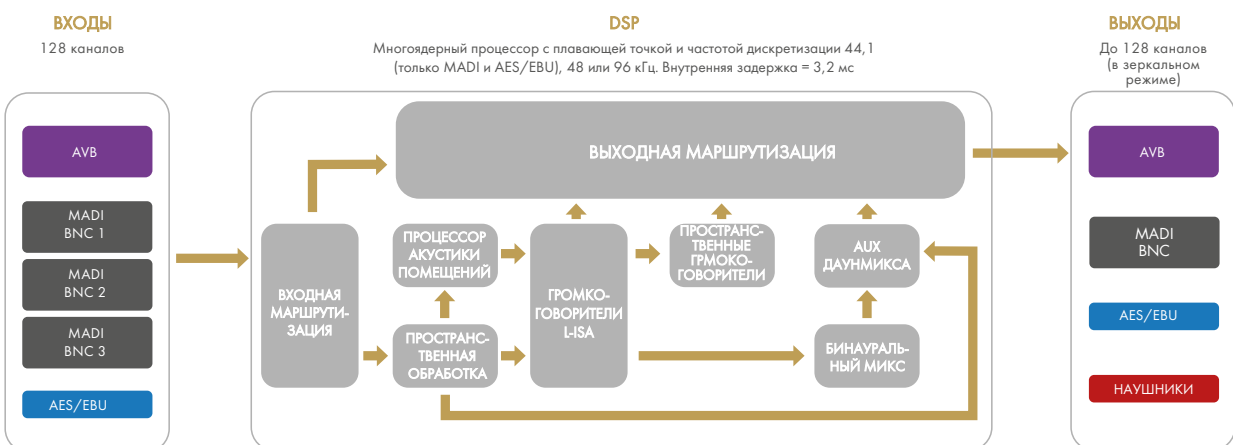 ВХОДЫ
128 каналов
AVB
MADI
BNC 1
MADI
BNC 2
MADI
BNC 3
AES/EBU
DSP
Многоядерный процессор с плавающей точкой и частотой дискретизации 44,1
(только MADI и AES/EBU), 48 или 96 кГц. Внутренняя задержка = 3,2 мс
ВЫХОДНАЯ МАРШРУТИЗАЦИЯ
ВХОДНАЯ
МАРШРУТИ-
ЗАЦИЯ
ПРОЦЕССОР
АКУСТИКИ
ПОМЕЩЕНИЙ
ПРОСТРАНС-
ТВЕННАЯ
ОБРАБОТКА
ГРОМКО-
ГОВОРИТЕЛИ
L-ISA
ПРОСТРАНС-
ТВЕННЫЕ
ГРМОКО-
ГОВОРИТЕЛИ
AUX
ДАУНМИКСА
БИНАУРАЛЬ-
НЫЙ МИКС
ВЫХОДЫ
До 128 каналов
(в зеркальном
режиме)
AVB
MADI
BNC
AES/EBU
НАУШНИКИ